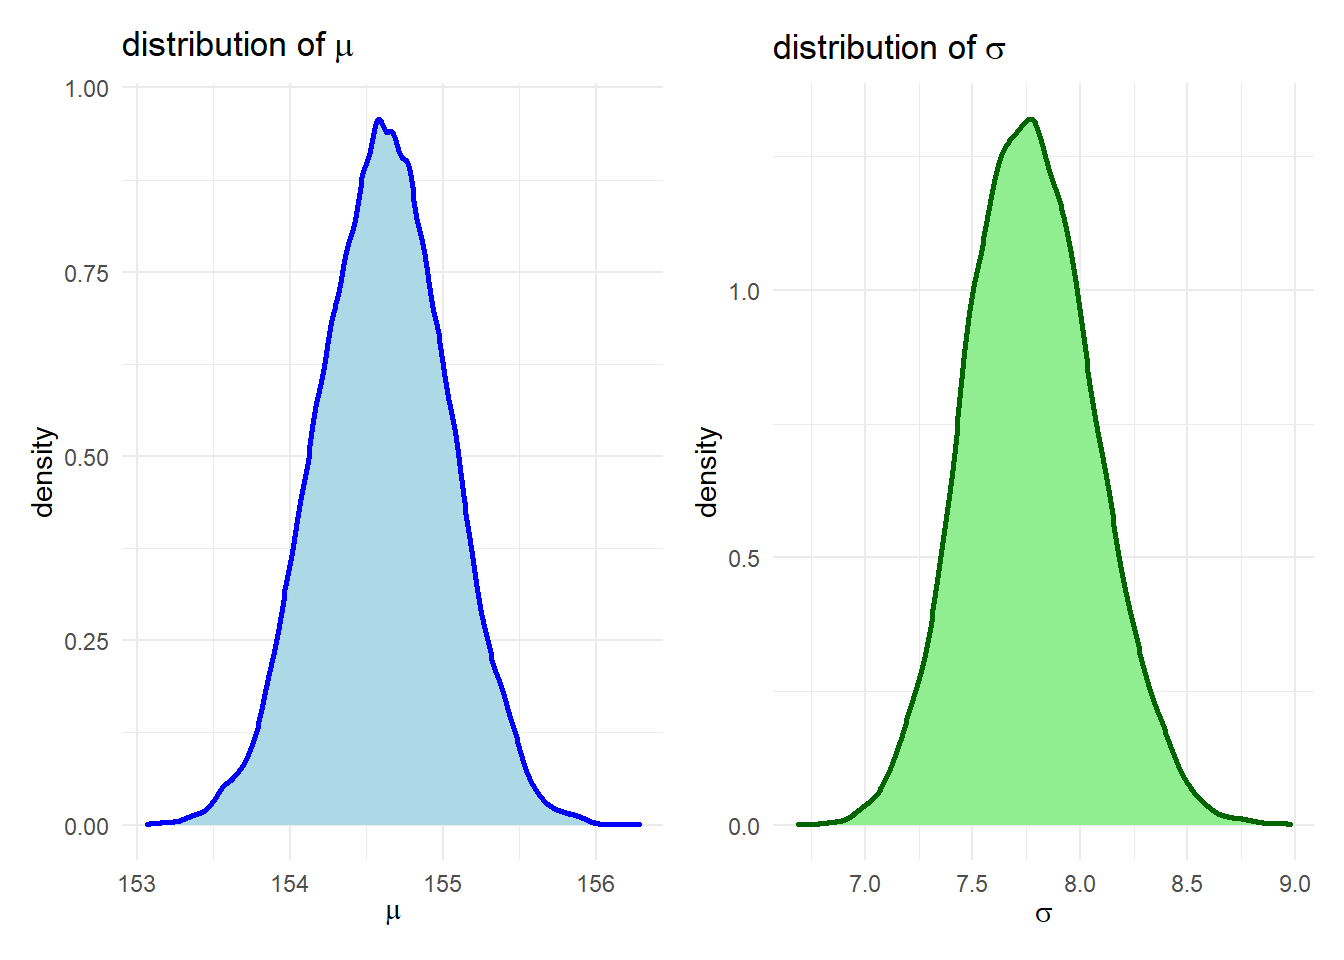 distribution of μ
1.00
0.75
0.50
0.25
0.00
density
153 154 155 156
μ
distribution of σ
1.0
0.5
0.0
density
7.0 7.5 8.0 8.5 9.0
σ